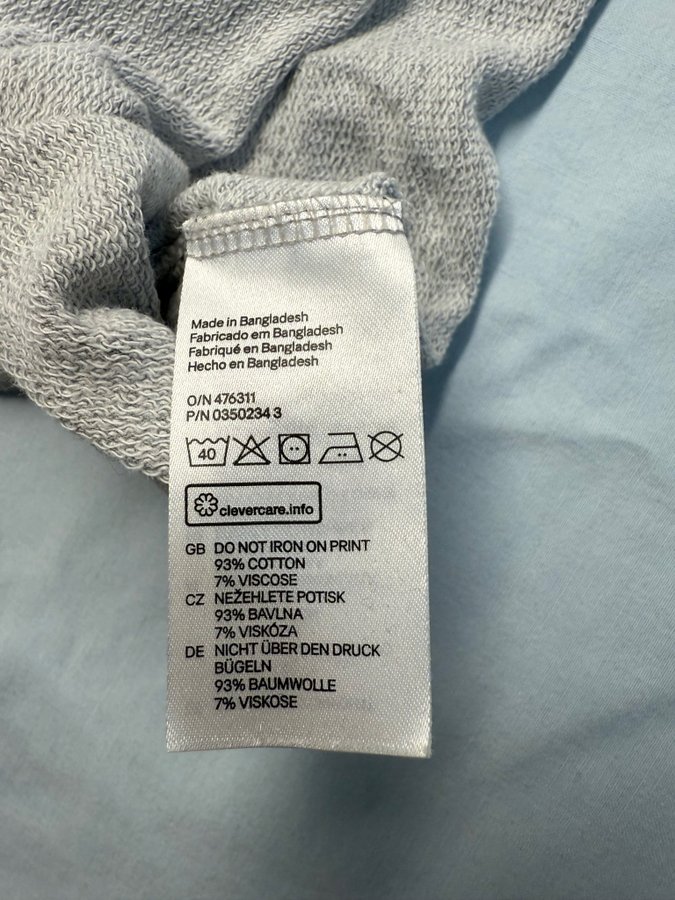 Made in Bangladesh
Fabricado em Bangladesh
Fabriqué en Bangladesh
Hecho en Bangladesh
O/N 476311
P/N 0350234 3
40
clevercare.info
GB DO NOT IRON ON PRINT
93% COTTON
7% VISCOSE
CZ NEŽEHLETE POTISK
93% BAVLNA
7% VISKÓZA
DE NICHT ÜBER DEN DRUCK
BÜGELN
93% BAUMWOLLE
7% VISKOSE